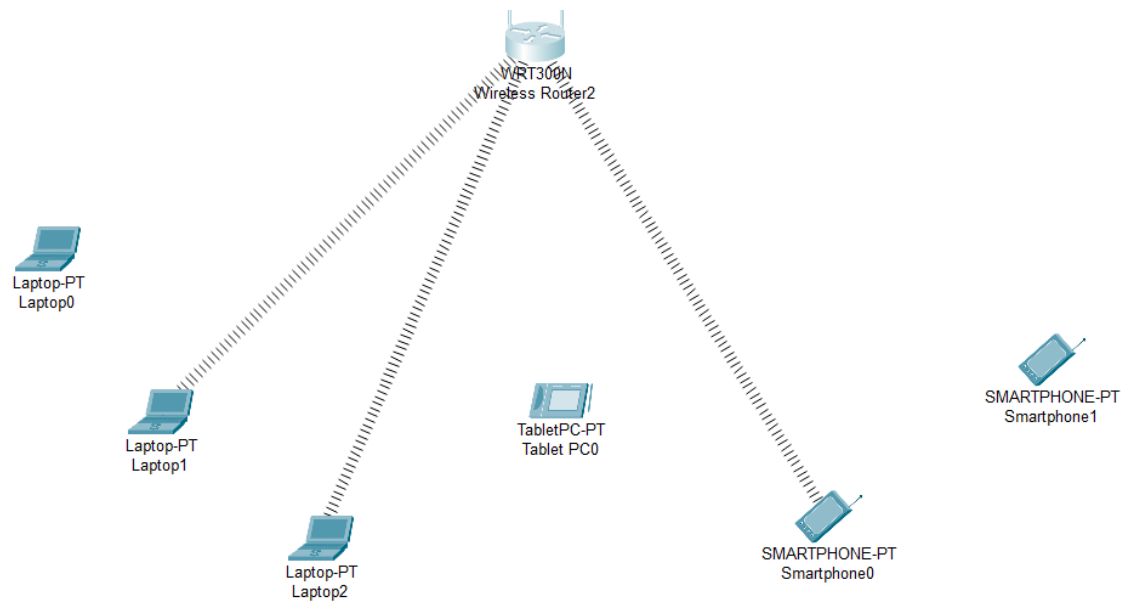 WRT300N
Wireless Router2
Laptop-PT
Laptop0
SMARTPHONE-PT
Smartphone1
Laptop-PT
Laptop1
TabletPC-PT
Tablet PC0
SMARTPHONE-PT
Smartphone0
Laptop-PT
Laptop2